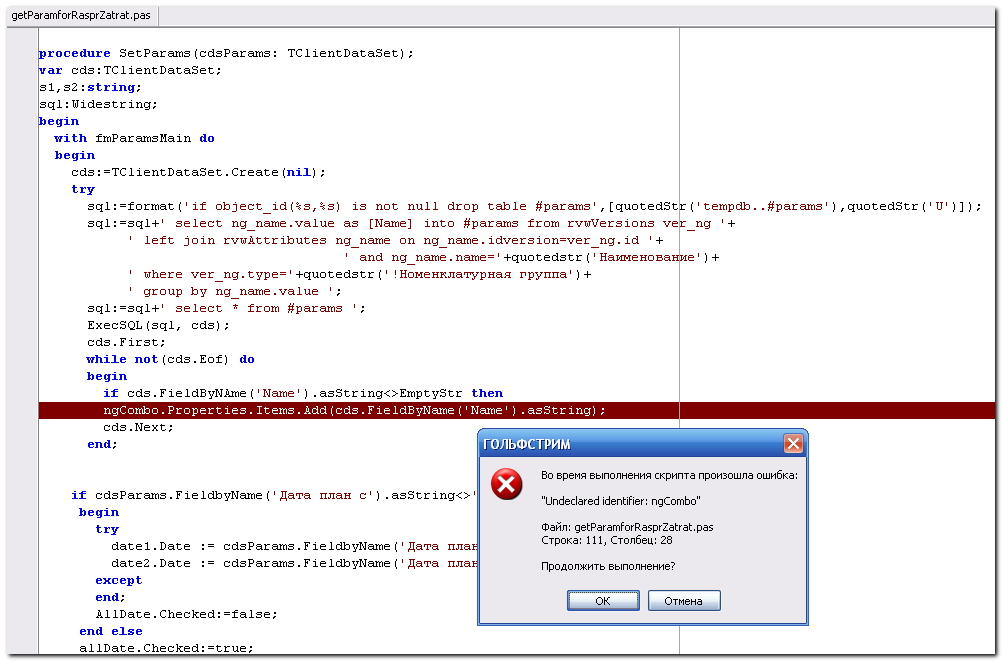 getParamforRasprZatrat.pas
procedure SetParams(cdsParams: TClientDataSet);
var cds:TClientDataSet;
s1,s2:string;
sql:Widestring;
begin
with fmParamsMain do
begin
cds:=TClientDataSet.Create(nil);
try
sql:=format('if object_id(%s,%s) is not null drop table #params',[quotedStr('tempdb..#params'),quotedStr('U')]);
sql:=sql+' select ng_name.value as [Name] into #params from rvwVersions ver_ng '+
' left join rvwAttributes ng_name on ng_name.idversion=ver_ng.id '+
' and ng_name.name='+quotedstr('Наименование')+
' where ver_ng.type='+quotedstr('!Номенклатурная группа')+
' group by ng_name.value ';
sql:=sql+' select * from #params ';
ExecSQL(sql, cds);
cds.First;
while not(cds.Eof) do
begin
if cds.FieldByNAme('Name').asString<>EmptyStr then
ngCombo.Properties.Items.Add(cds.FieldByName('Name').asString);
cds.Next;
end;
if cdsParams.FieldbyName('Дата план с').asString<>'
begin
try
date1.Date := cdsParams.FieldbyName('Дата план
date2.Date := cdsParams.FieldbyName('Дата план
except
end;
AllDate.Checked:=false;
end else
allDate.Checked:=true;
ГОЛЬФСТРИМ
Во время выполнения скрипта произошла ошибка:
"Undeclared identifier: ngCombo"
Файл: getParamforRasprZatrat.pas
Строка: 111, Столбец: 28
Продолжить выполнение?
OK
Отмена